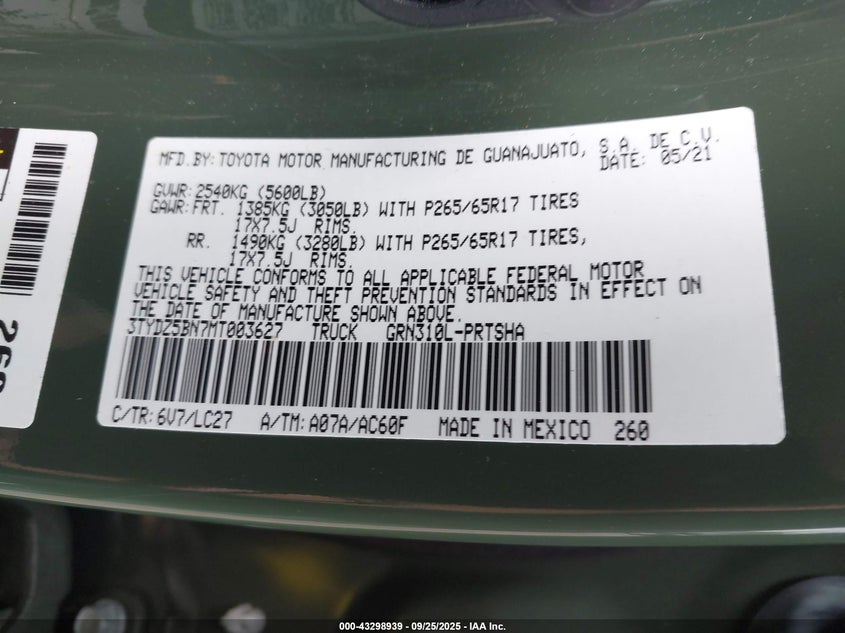 MFD.BY: TOYOTA MOTOR MANUFACTURING DE GUANAJUATO, S.A. DE C.V.
DATE: 05/21
GVWR: 2540KG (5600LB)
GAWR: FRT. 1385KG (3050LB) WITH P265/65R17 TIRES
17X7.5J RIMS.
RR. 1490KG (3280LB) WITH P265/65R17 TIRES,
17X7.5J RIMS.
THIS VEHICLE CONFORMS TO ALL APPLICABLE FEDERAL MOTOR
VEHICLE SAFETY AND THEFT PREVENTION STANDARDS IN EFFECT ON
THE DATE OF MANUFACTURE SHOWN ABOVE.
3TYDZ5BN7MT003627 TRUCK GRN310L-PRTSHA
C/TR: 6V7/LC27 A/TM: A07A/AC60F MADE IN MEXICO 260
000-43298939 - 09/25/2025 - IAA Inc.